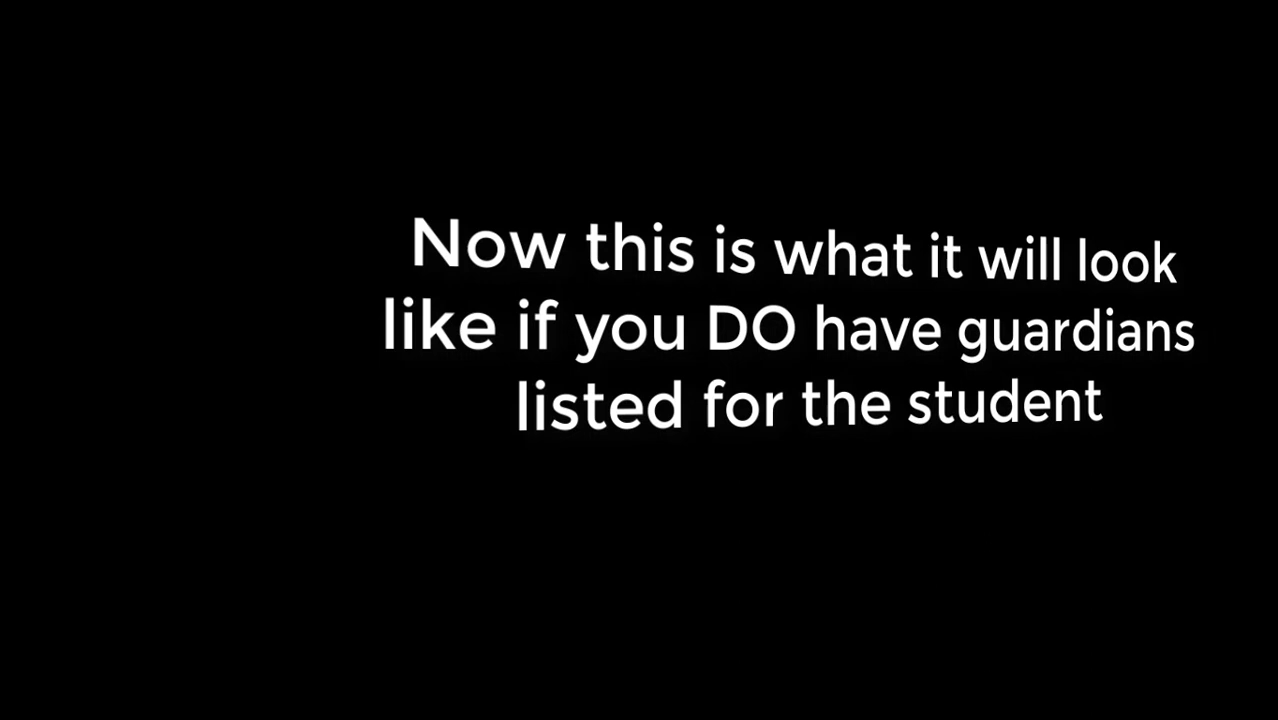 Now this is what it will look
like if you DO have guardians
listed for the student